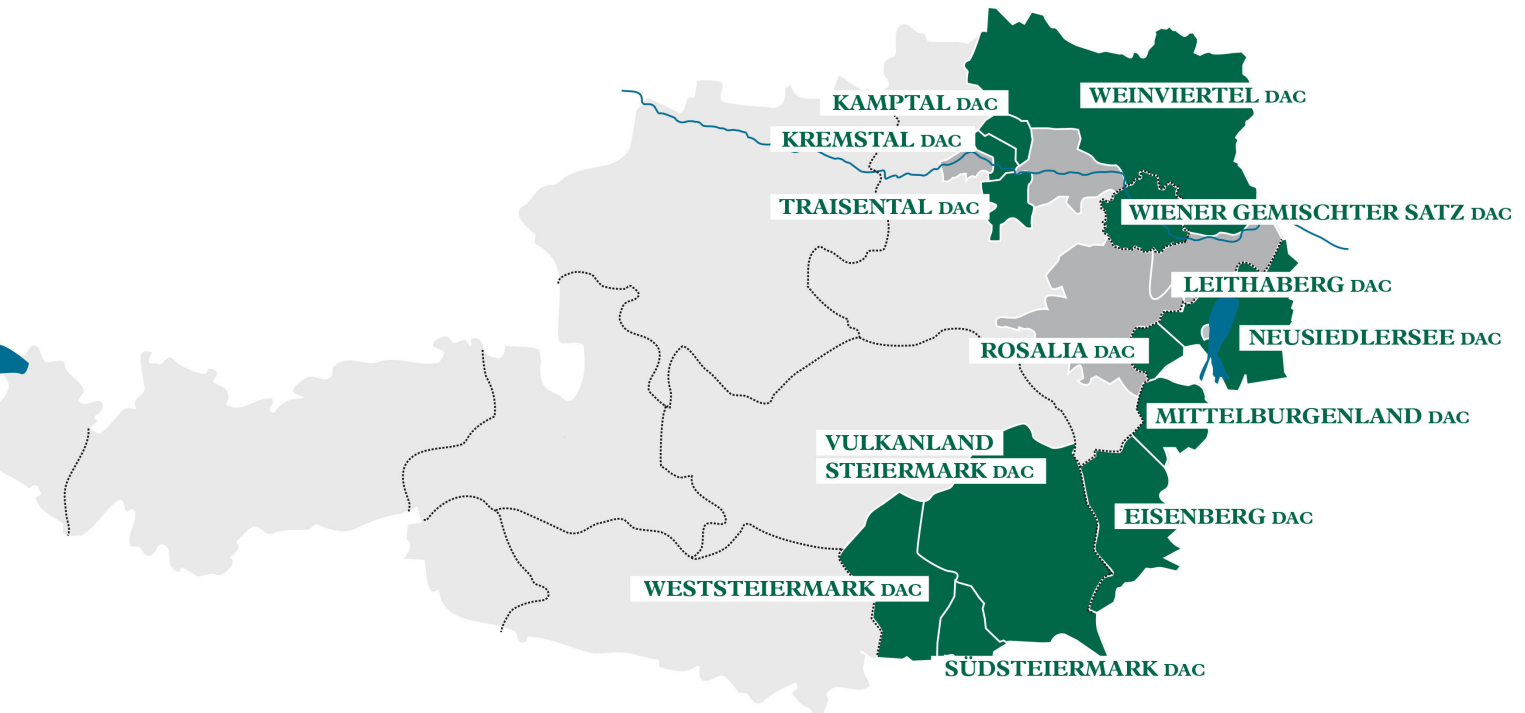 KAMPTAL DAC
WEINVIERTEL DAC
KREMSTAL DAC
TRAISENTAL DAC
WIENER GEMISCHTER SATZ DAC
LEITHABERG DAC
NEUSIEDLERSEE DAC
ROSALIA DAC
MITTELBURGENLAND DAC
VULKANLAND
STEIERMARK DAC
EISENBERG DAC
WESTSTEIERMARK DAC
SÜDSTEIERMARK DAC